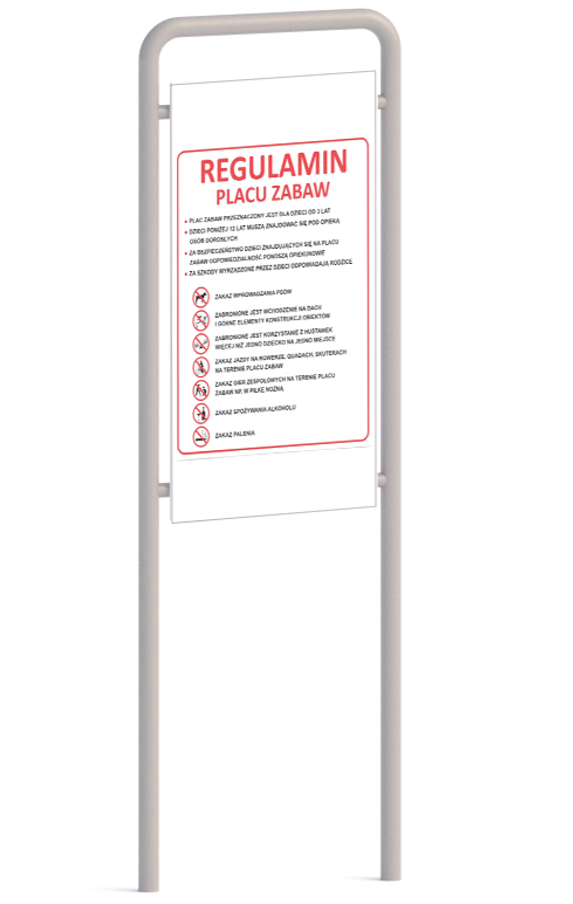 REGULAMIN
PLACU ZABAW
• PLAC ZABAW PRZEZNACZONY JEST DLA DZIECI OD 3 LAT
• DZIECI PONIŻEJ 12 LAT MUSZĄ ZNAJDOWAĆ SIĘ POD OPIEKĄ
OSÓB DOROSŁYCH
• ZA BEZPIECZEŃSTWO DZIECI ZNAJDUJĄCYCH SIĘ NA PLACU
ZABAW ODPOWIEDZIALNOŚĆ PONOSZĄ OPIEKUNOWIE
• ZA SZKODY WYRZĄDZONE PRZEZ DZIECI ODPOWIADAJĄ RODZICE
ZAKAZ WPROWADZANIA PSÓW
ZABRONIONE JEST WCHODZENIE NA DACH
I GÓRNE ELEMENTY KONSTRUKCJI OBIEKTÓW
ZABRONIONE JEST KORZYSTANIE Z HUŚTAWEK
WIĘCEJ NIŻ JEDNO DZIECKO NA JEDNO MIEJSCE
ZAKAZ JAZDY NA ROWERZE, QUADACH, SKUTERACH
NA TERENIE PLACU ZABAW
ZAKAZ GIER ZESPOŁOWYCH NA TERENIE PLACU
ZABAW NP. W PIŁKĘ NOŻNĄ
ZAKAZ SPOŻYWANIA ALKOHOLU
ZAKAZ PALENIA